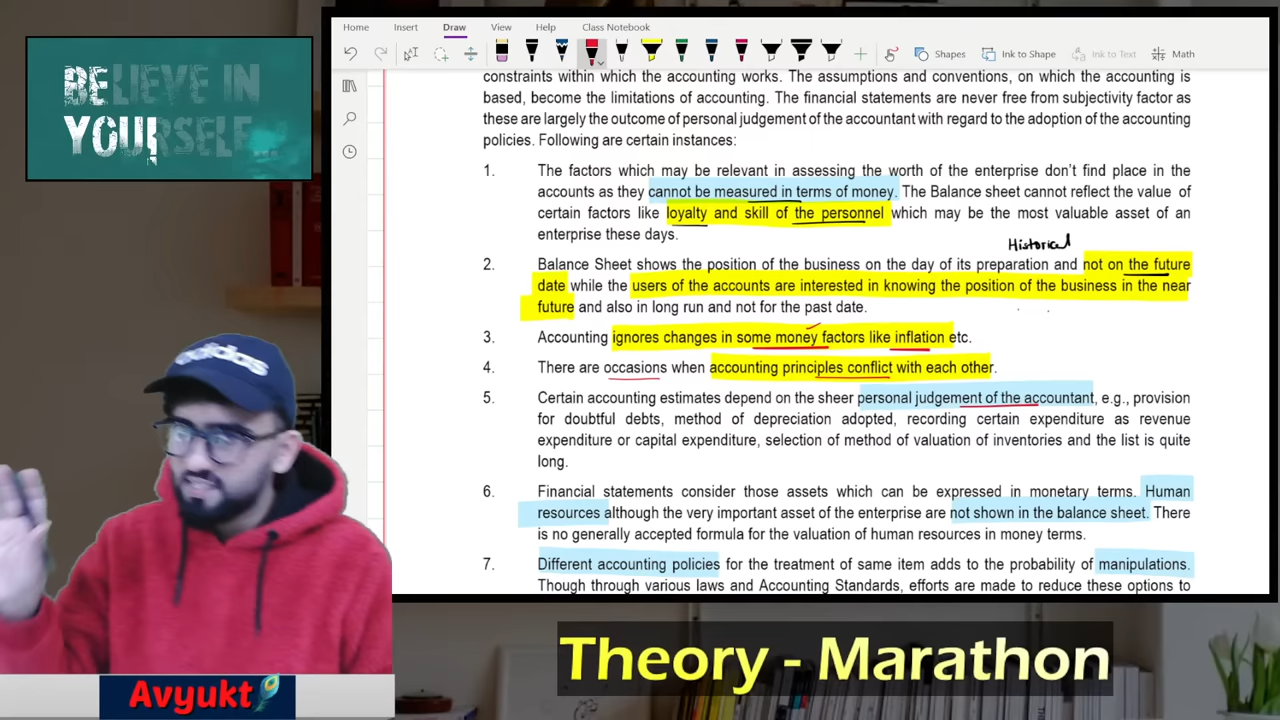 BELIEVE IN
YOURSELF...
Home Insert Draw View Help Class Notebook
Shapes Ink to Shape Ink to Text Math
constraints within which the accounting works. The assumptions and conventions, on which the accounting is
based, become the limitations of accounting. The financial statements are never free from subjectivity factor as
these are largely the outcome of personal judgement of the accountant with regard to the adoption of the accounting
policies. Following are certain instances:
1. The factors which may be relevant in assessing the worth of the enterprise don't find place in the
accounts as they cannot be measured in terms of money. The Balance sheet cannot reflect the value of
certain factors like loyalty and skill of the personnel which may be the most valuable asset of an
enterprise these days.
Historical
2. Balance Sheet shows the position of the business on the day of its preparation and not on the future
date while the users of the accounts are interested in knowing the position of the business in the near
future and also in long run and not for the past date.
3. Accounting ignores changes in some money factors like inflation etc.
4. There are occasions when accounting principles conflict with each other.
5. Certain accounting estimates depend on the sheer personal judgement of the accountant, e.g., provision
for doubtful debts, method of depreciation adopted, recording certain expenditure as revenue
expenditure or capital expenditure, selection of method of valuation of inventories and the list is quite
long.
6. Financial statements consider those assets which can be expressed in monetary terms. Human
resources although the very important asset of the enterprise are not shown in the balance sheet. There
is no generally accepted formula for the valuation of human resources in money terms.
7. Different accounting policies for the treatment of same item adds to the probability of manipulations.
Though through various laws and Accounting Standards, efforts are made to reduce these options to
adidas
Avyukt
Theory - Marathon